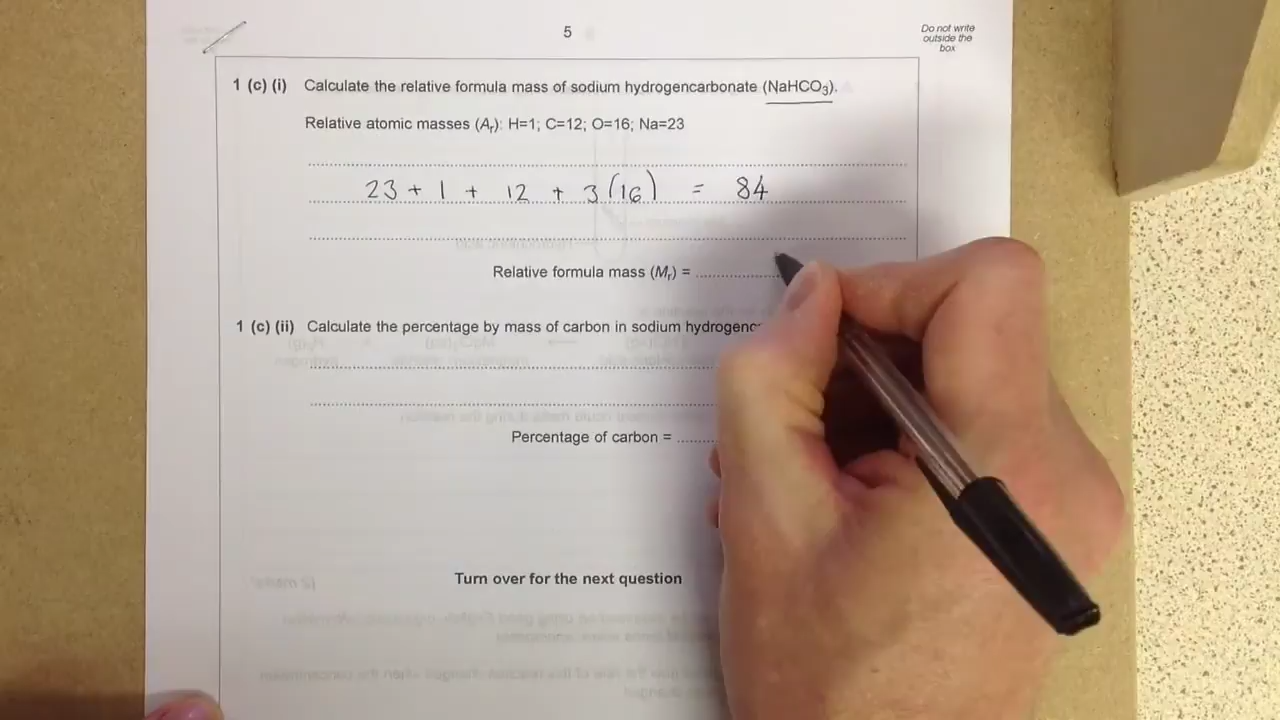 5
Do not write
outside the
box
1 (c) (i) Calculate the relative formula mass of sodium hydrogencarbonate (NaHCO₃).
Relative atomic masses (Aᵣ): H=1; C=12; O=16; Na=23
23 + 1 + 12 + 3(16) = 84
Relative formula mass (Mᵣ) =
1 (c) (ii) Calculate the percentage by mass of carbon in sodium
Percentage of carbon =
Turn over for the next question